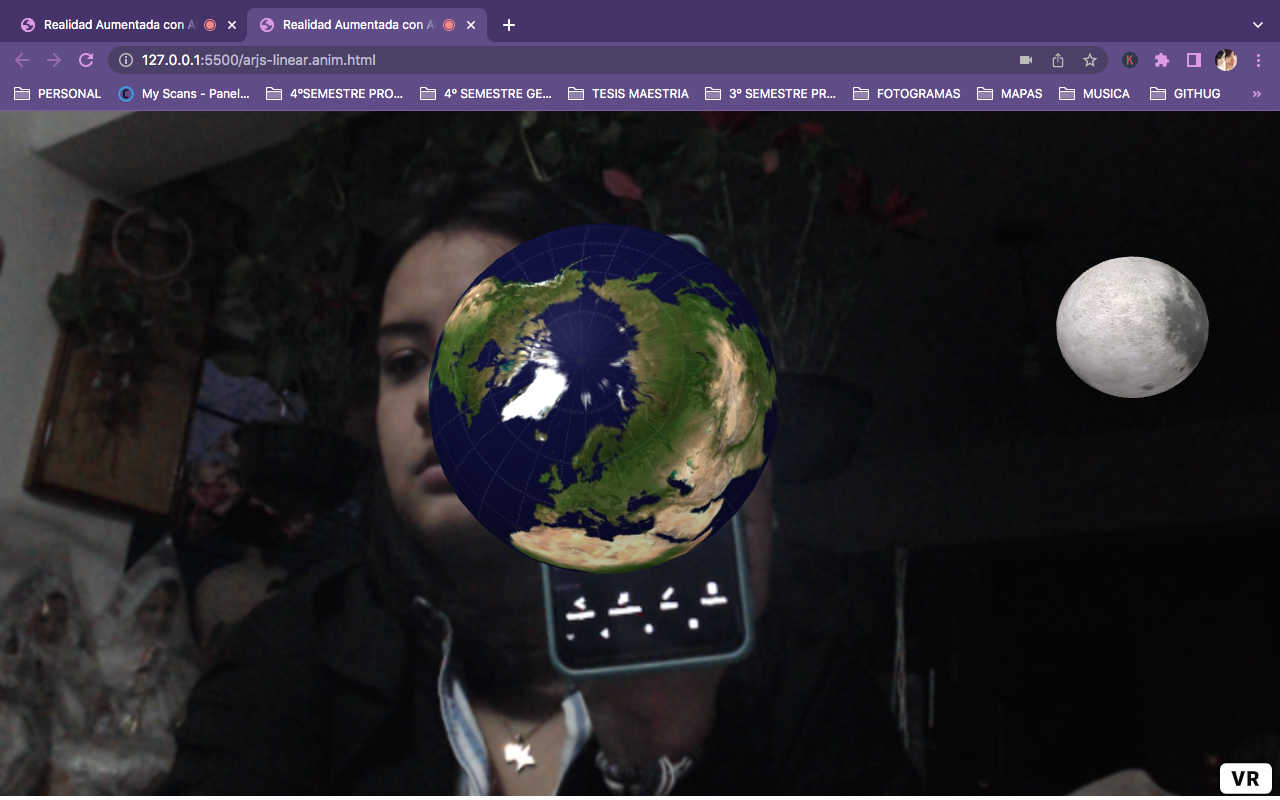 Realidad Aumentada con A
Realidad Aumentada con A
127.0.0.1:5500/arjs-linear.anim.html
K
PERSONAL
C
My Scans - Panel...
4ºSEMESTRE PRO...
4º SEMESTRE GE...
TESIS MAESTRIA
3º SEMESTRE PR...
FOTOGRAMAS
MAPAS
MUSICA
GITHUG
»
VR